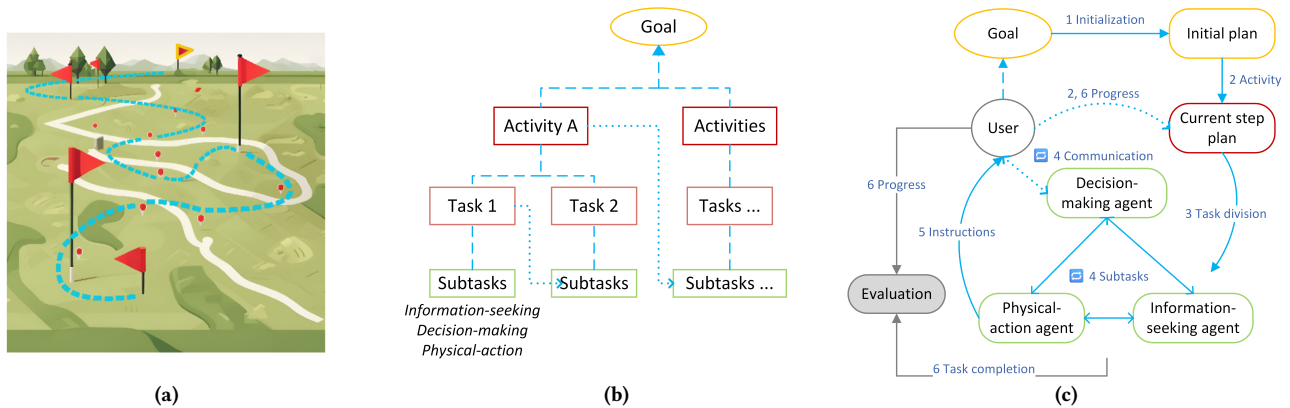 Goal
Activity A
Activities
Task 1
Task 2
Tasks ...
Subtasks
Subtasks
Subtasks ...
Information-seeking
Decision-making
Physical-action
Goal
1 Initialization
Initial plan
2 Activity
2, 6 Progress
User
Current step
plan
4 Communication
6 Progress
Decision-
making agent
3 Task division
5 Instructions
4 Subtasks
Evaluation
Physical-
action agent
Information-
seeking agent
6 Task completion
(a)
(b)
(c)